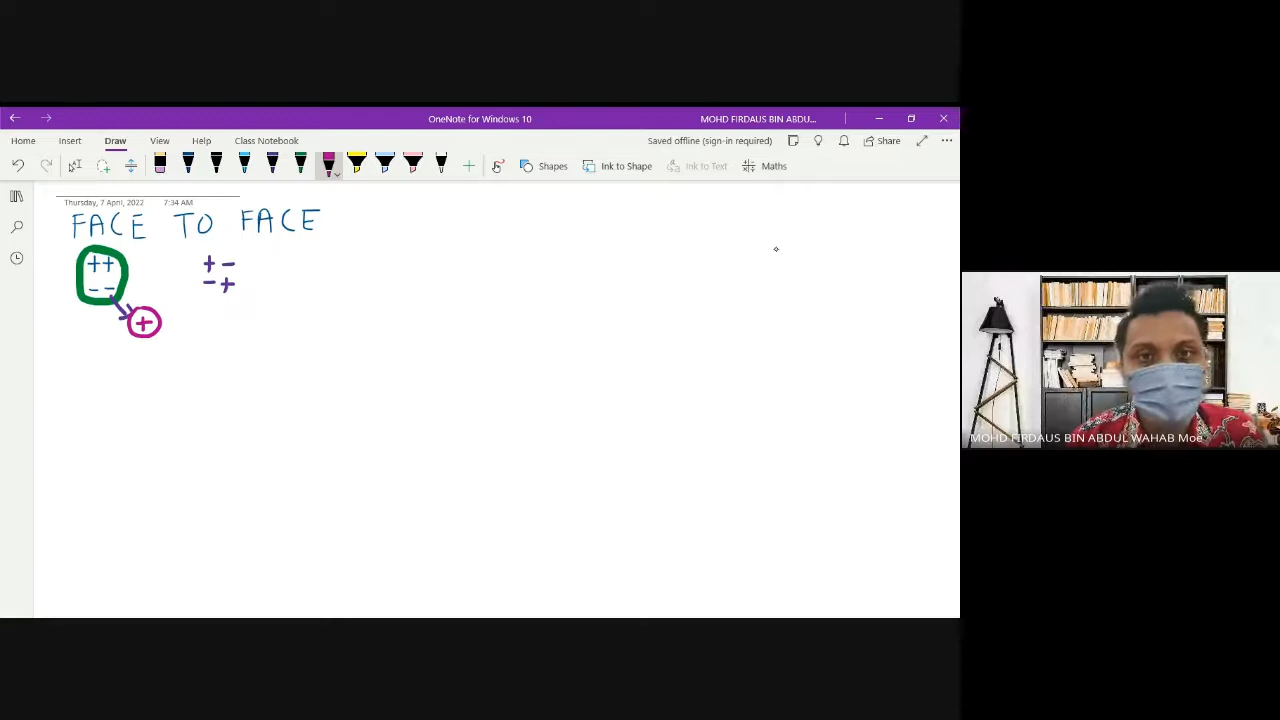 OneNote for Windows 10
MOHD FIRDAUS BIN ABDU...
Home Insert Draw View Help Class Notebook
Saved offline (sign-in required)
Share
Shapes Ink to Shape Ink to Text Maths
Thursday, 7 April, 2022 7:34 AM
FACE TO FACE
++ + -
- - - +
+
MOHD FIRDAUS BIN ABDUL WAHAB Moe